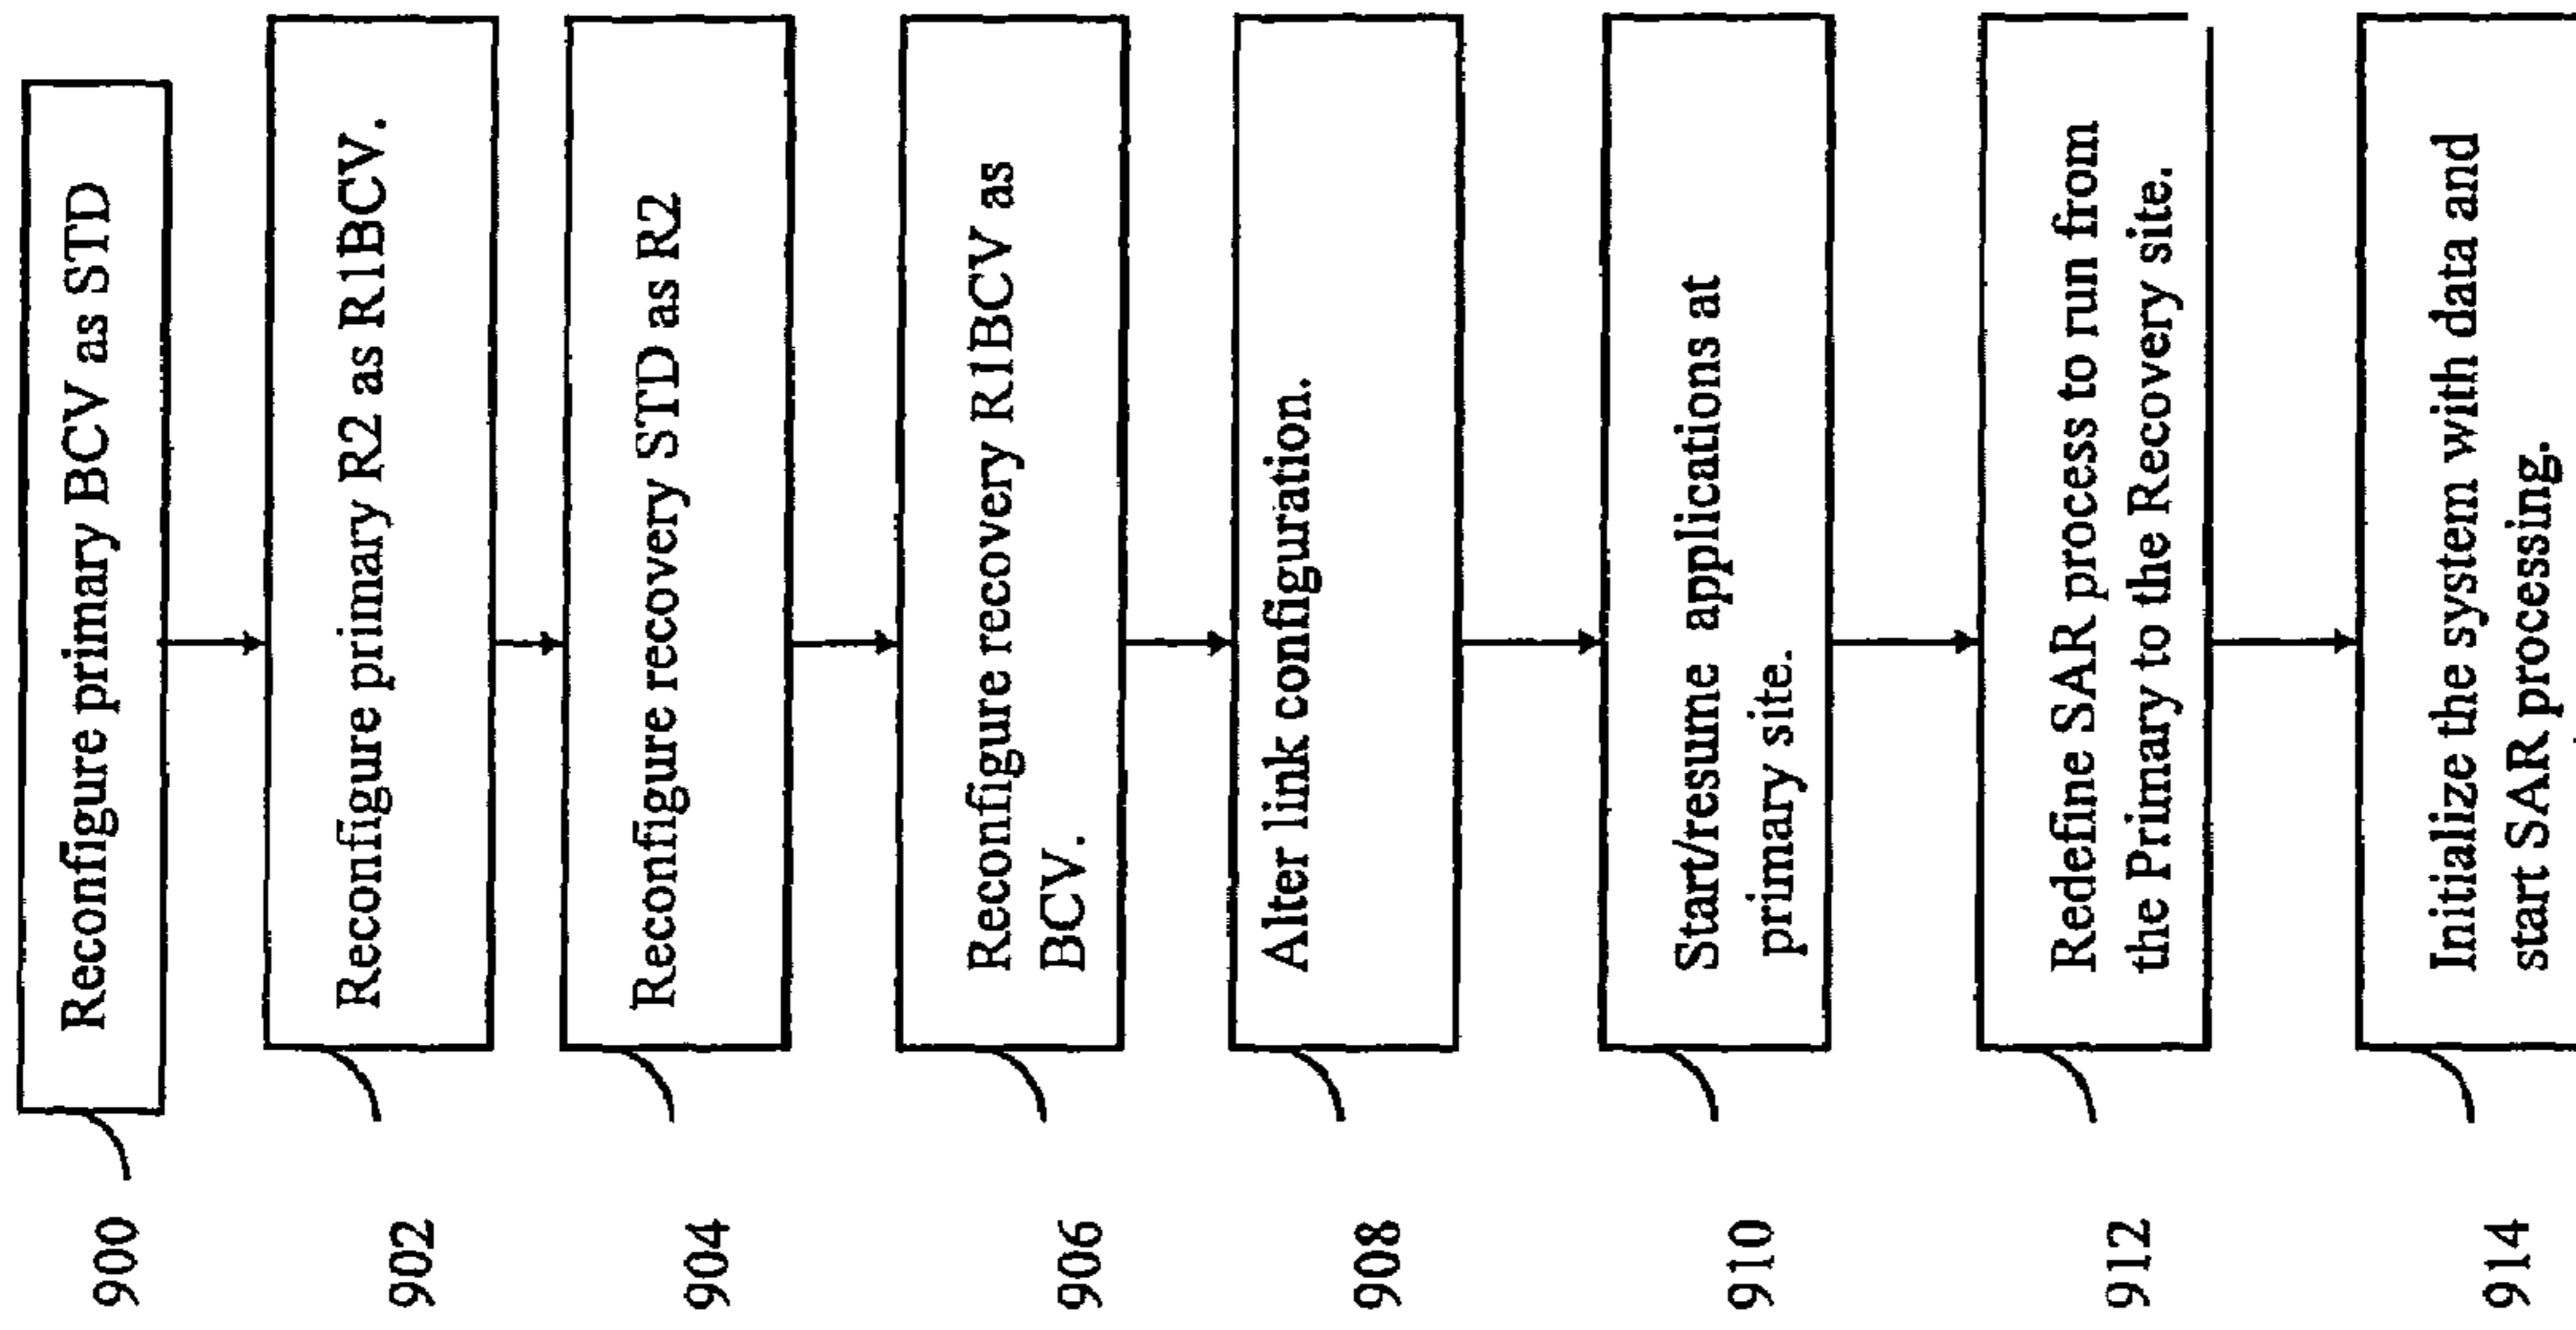 900
Reconfigure primary BCV as STD
902
Reconfigure primary R2 as R1BCV.
904
Reconfigure recovery STD as R2
906
Reconfigure recovery R1BCV as
BCV.
908
Alter link configuration.
910
Start/resume applications at
primary site.
912
Redefine SAR process to run from
the Primary to the Recovery site.
914
Initialize the system with data and
start SAR processing.